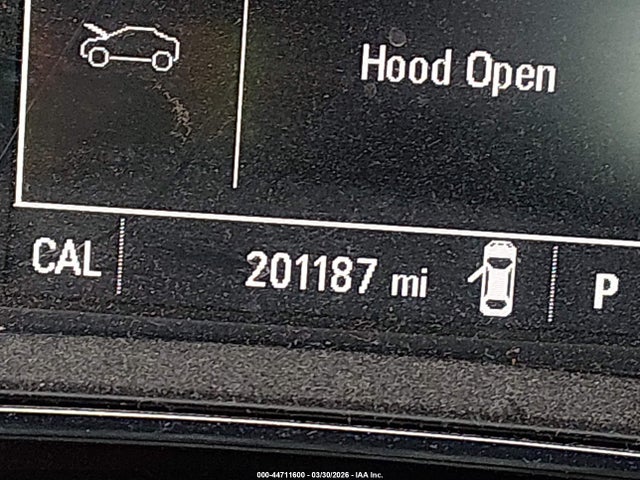 Hood Open
CAL 201187 mi P
000-44711600 - 03/30/2026 - IAA Inc.